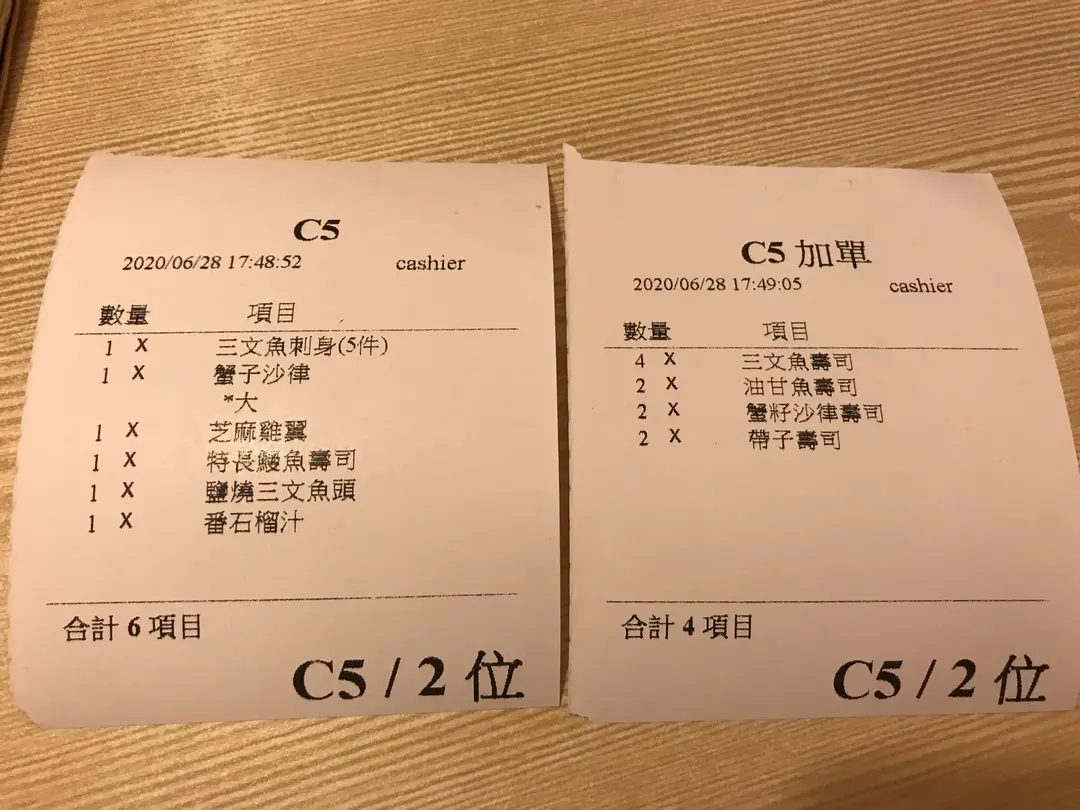 C5
2020/06/28 17:48:52 cashier
數量 項目
1 X 三文魚刺身(5件)
1 X 蟹子沙律
*大
1 X 芝麻雞翼
1 X 特長鰻魚壽司
1 X 鹽燒三文魚頭
1 X 番石榴汁
合計 6 項目
C5 / 2 位
C5 加單
2020/06/28 17:49:05 cashier
數量 項目
4 X 三文魚壽司
2 X 油甘魚壽司
2 X 蟹籽沙律壽司
2 X 帶子壽司
合計 4 項目
C5 / 2 位